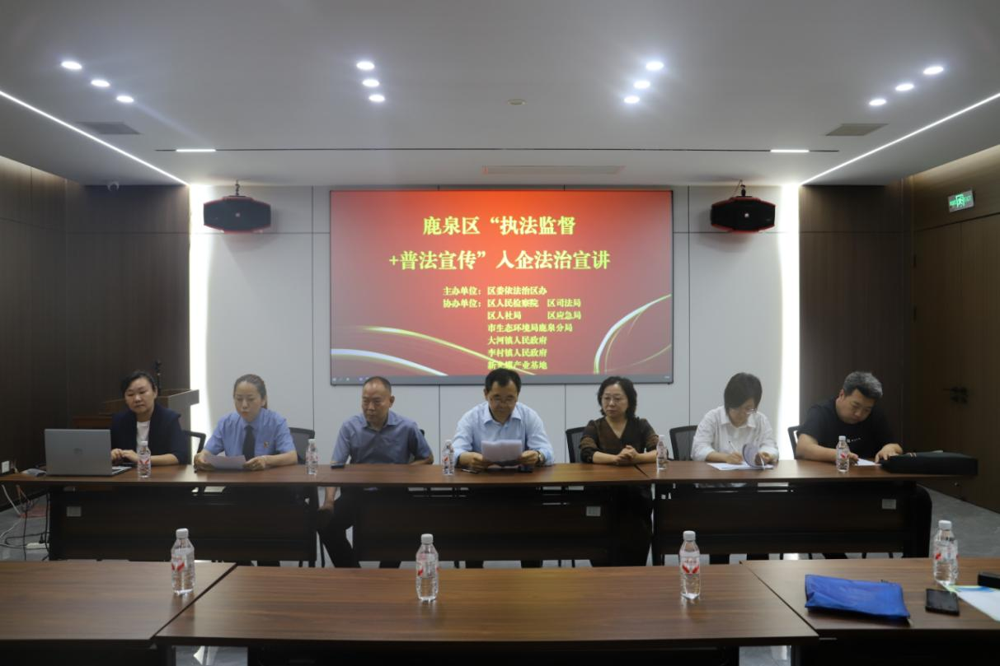 鹿泉区“执法监督
+普法宣传”入企法治宣讲
主办单位：区委依法治区办
协办单位：区人民检察院 区司法局
区人社局 区应急局
市生态环境局鹿泉分局
大河镇人民政府
李村镇人民政府
产业基地